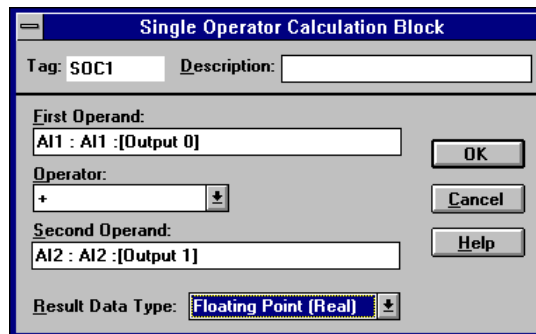 Single Operator Calculation Block
Tag: SOC1 Description:
First Operand:
AI1 : AI1 :[Output 0]
OK
Operator:
+
Cancel
Second Operand:
AI2 : AI2 :[Output 1]
Help
Result Data Type: Floating Point (Real)